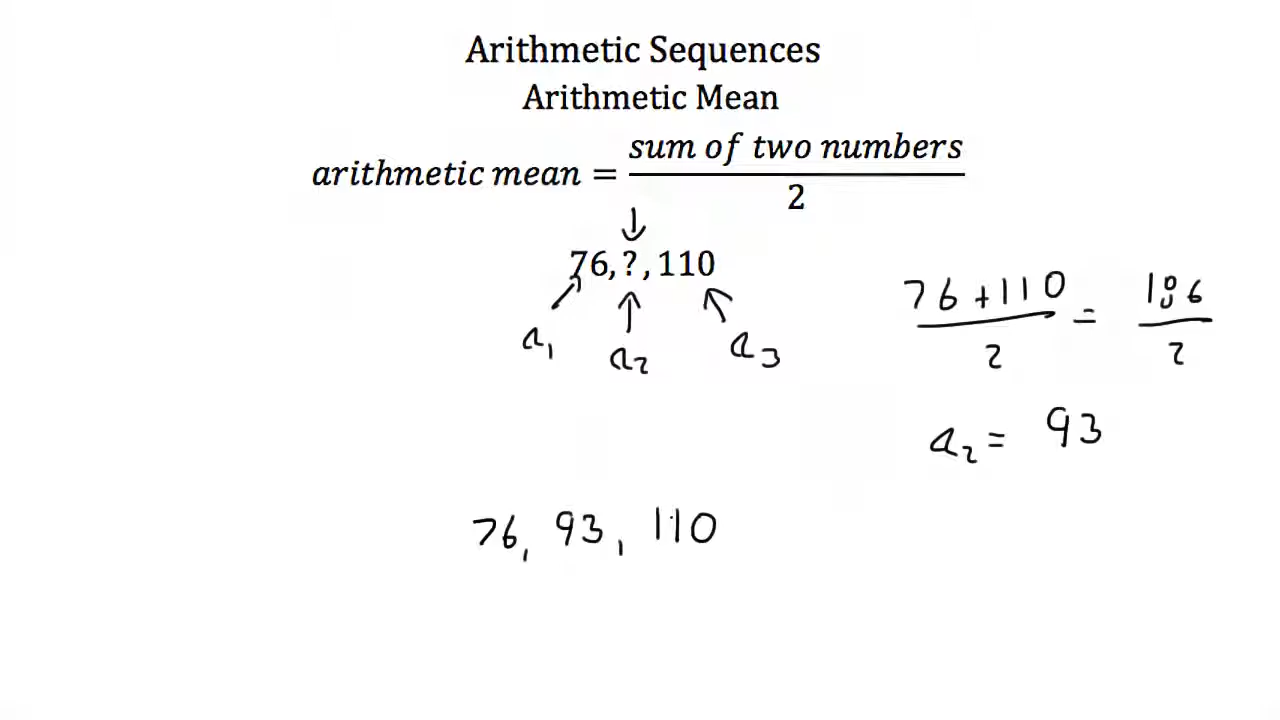 Arithmetic Sequences
Arithmetic Mean
arithmetic mean = sum of two numbers / 2
76, ?, 110
a1 a2 a3
76 + 110 / 2 = 186 / 2
a2 = 93
76, 93, 110